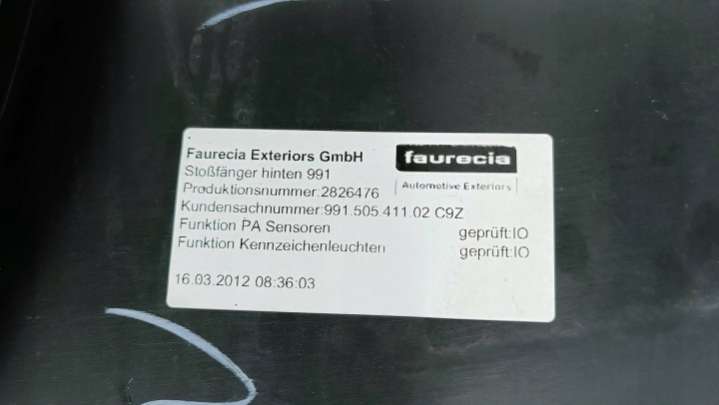 Faurecia Exteriors GmbH
faurecia
Automotive Exteriors
Stoßfänger hinten 991
Produktionsnummer:2826476
Kundensachnummer:991.505.411.02 C9Z
Funktion PA Sensoren geprüft:IO
Funktion Kennzeichenleuchten geprüft:IO
16.03.2012 08:36:03